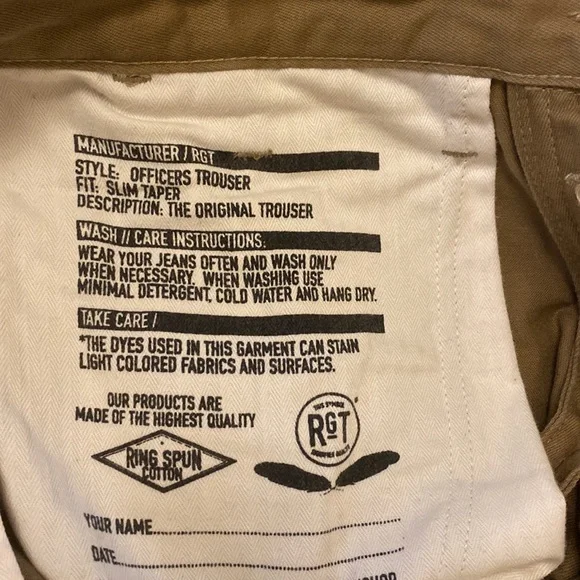 MANUFACTURER / RGT
STYLE: OFFICERS TROUSER
FIT: SLIM TAPER
DESCRIPTION: THE ORIGINAL TROUSER
WASH // CARE INSTRUCTIONS:
WEAR YOUR JEANS OFTEN AND WASH ONLY
WHEN NECESSARY. WHEN WASHING USE
MINIMAL DETERGENT, COLD WATER AND HANG DRY.
TAKE CARE /
*THE DYES USED IN THIS GARMENT CAN STAIN
LIGHT COLORED FABRICS AND SURFACES.
OUR PRODUCTS ARE
MADE OF THE HIGHEST QUALITY
RING SPUN
COTTON
THIS SYMBOL
RGT
YOUR NAME
DATE